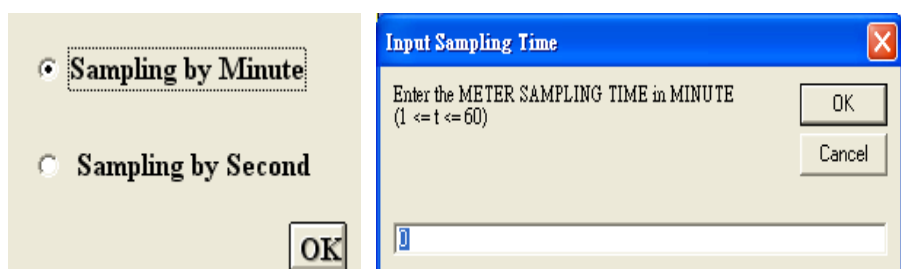 Sampling by Minute
Sampling by Second
OK
Input Sampling Time
Enter the METER SAMPLING TIME in MINUTE
(1 <= t <= 60)
OK
Cancel
0